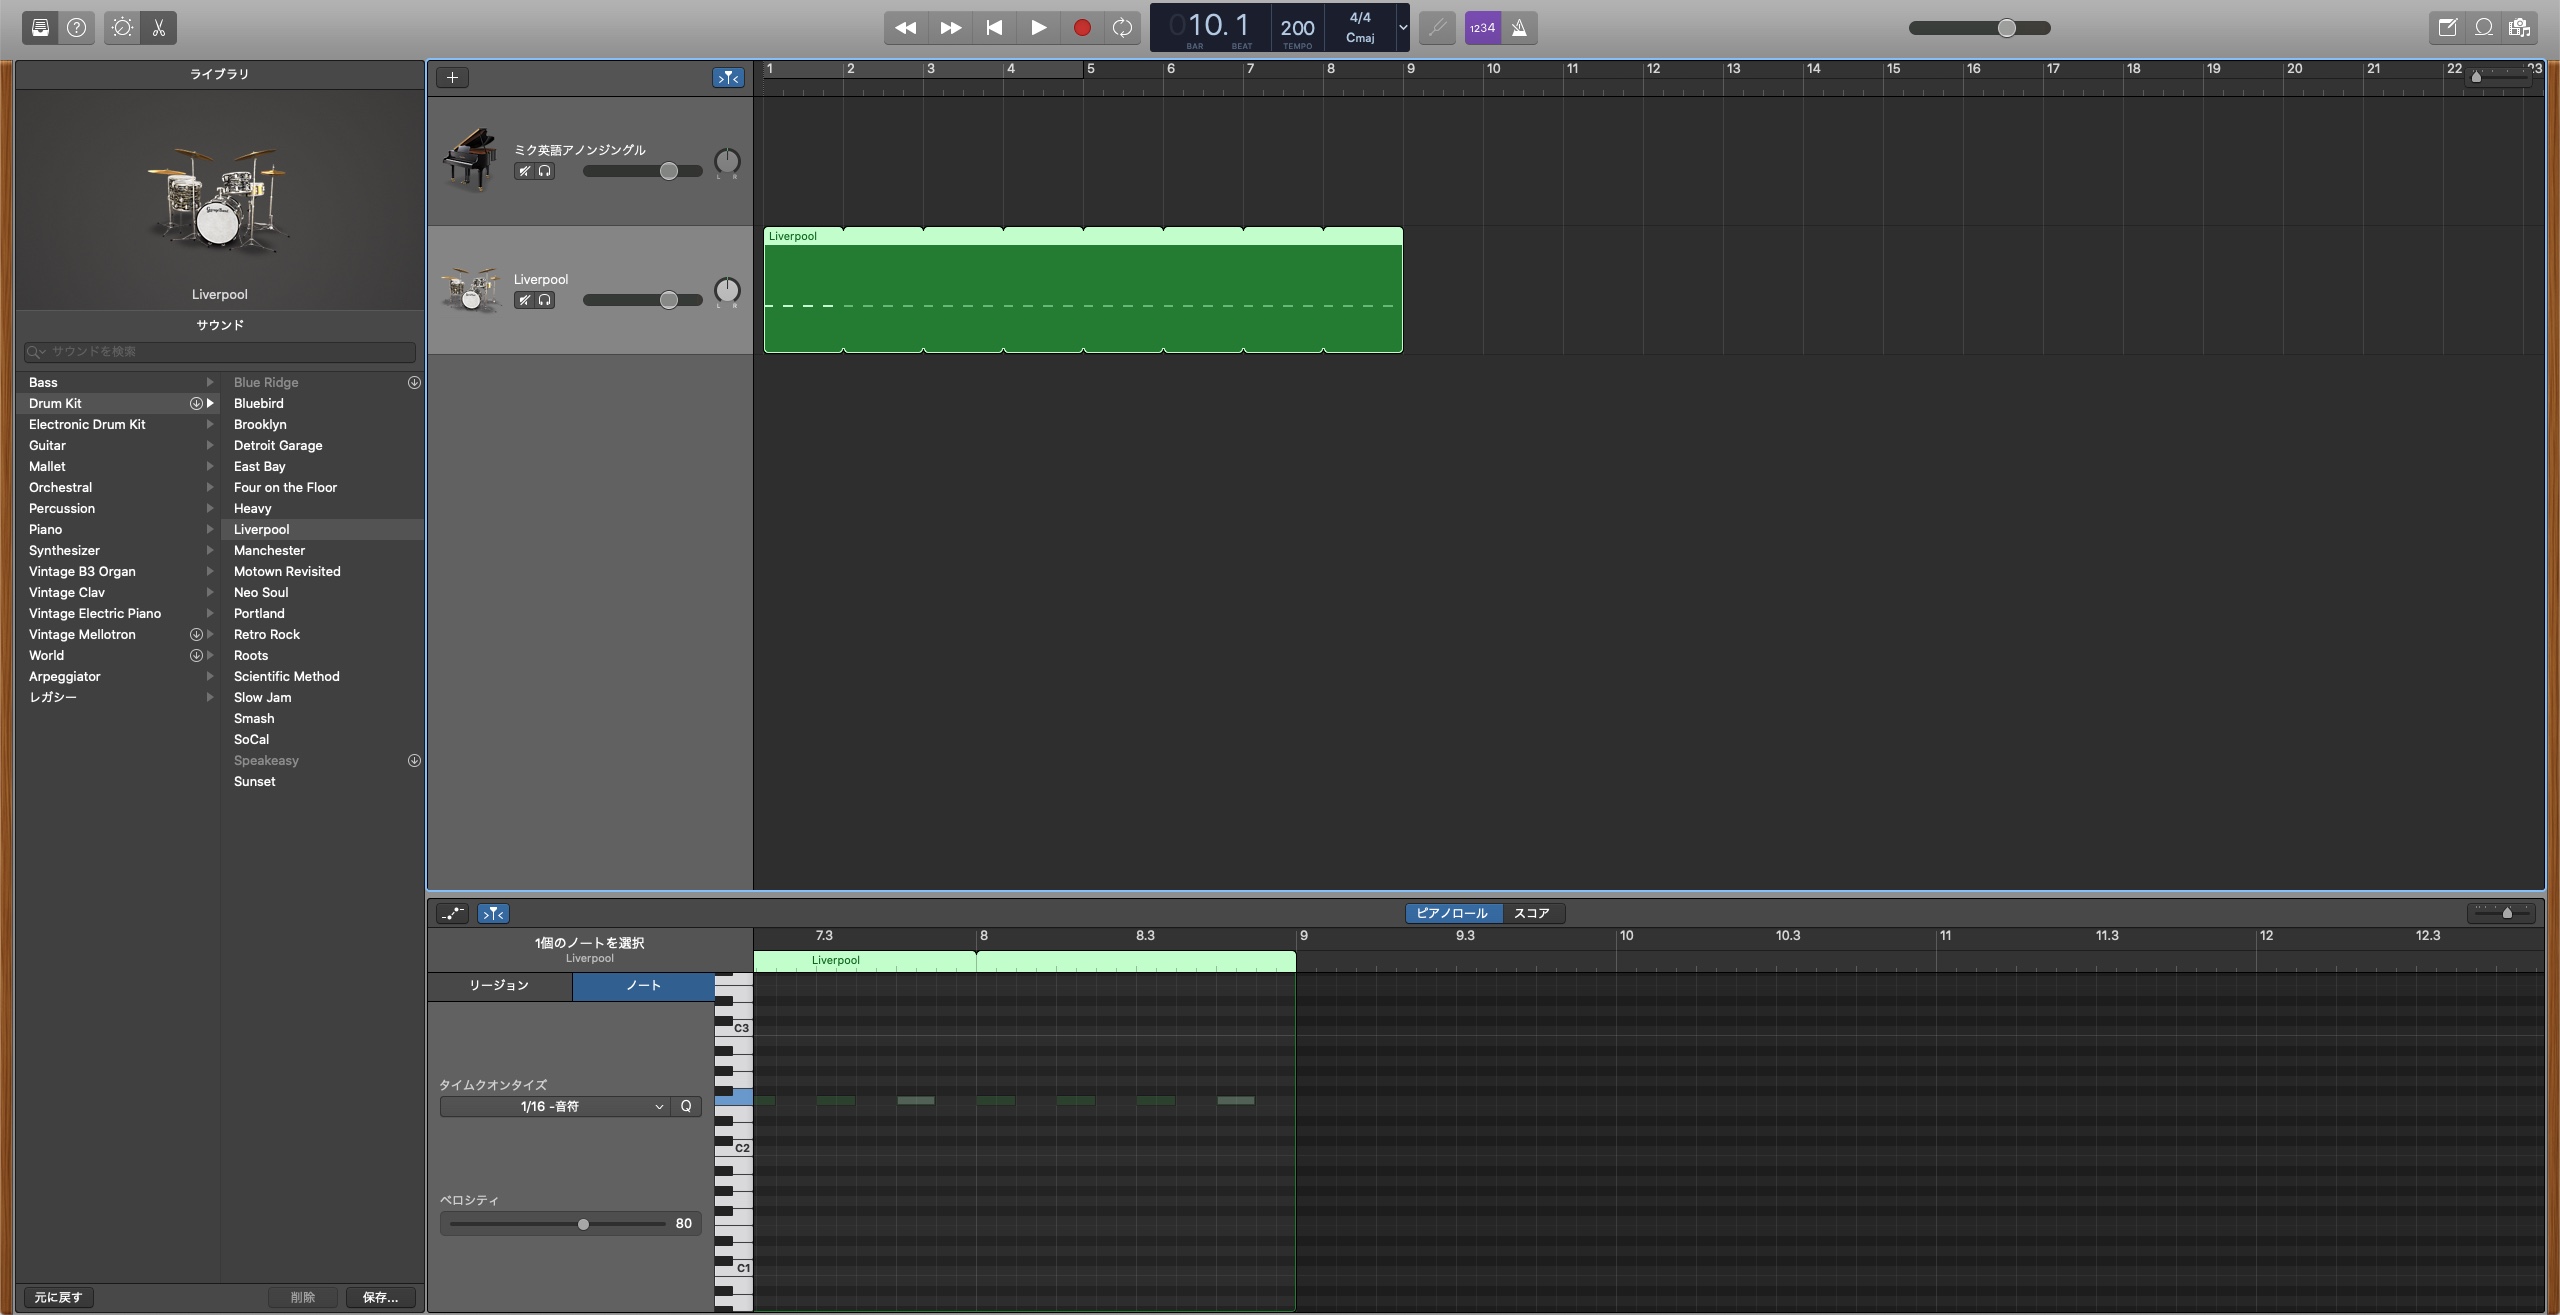 10. 1
BAR BEAT
200
TEMPO
4/4
Cmaj
1234
ライブラリ
Liverpool
サウンド
サウンドを検索
Bass
Drum Kit
Electronic Drum Kit
Guitar
Mallet
Orchestral
Percussion
Piano
Synthesizer
Vintage B3 Organ
Vintage Clav
Vintage Electric Piano
Vintage Mellotron
World
Arpeggiator
レガシー
Blue Ridge
Bluebird
Brooklyn
Detroit Garage
East Bay
Four on the Floor
Heavy
Liverpool
Manchester
Motown Revisited
Neo Soul
Portland
Retro Rock
Roots
Scientific Method
Slow Jam
Smash
SoCal
Speakeasy
Sunset
元に戻す 削除 保存...
1 2 3 4 5 6 7 8 9 10 11 12 13 14 15 16 17 18 19 20 21 22 23
ミク英語アノンジングル
L R
Liverpool
L R
Liverpool
ピアノロール スコア
1個のノートを選択
Liverpool
リージョン ノート
タイムクオンタイズ
1/16 -音符 Q
ベロシティ
80
7.3 8 8.3 9 9.3 10 10.3 11 11.3 12 12.3
Liverpool
C3
C2
C1